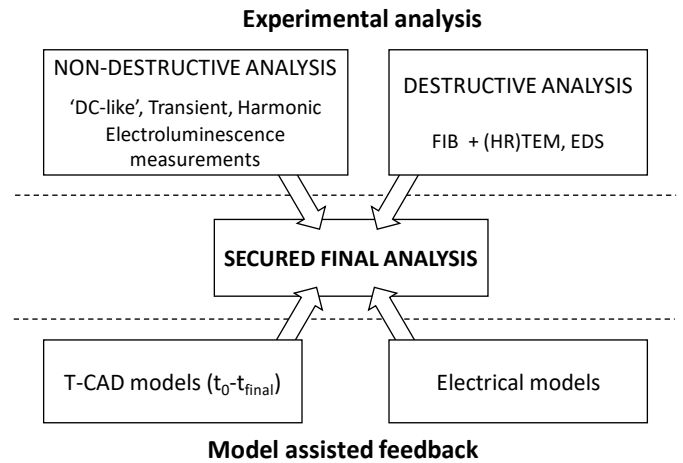 Experimental analysis
NON-DESTRUCTIVE ANALYSIS
‘DC-like’, Transient, Harmonic
Electroluminescence
measurements
DESTRUCTIVE ANALYSIS
FIB + (HR)TEM, EDS
SECURED FINAL ANALYSIS
T-CAD models (t0-tfinal)
Electrical models
Model assisted feedback